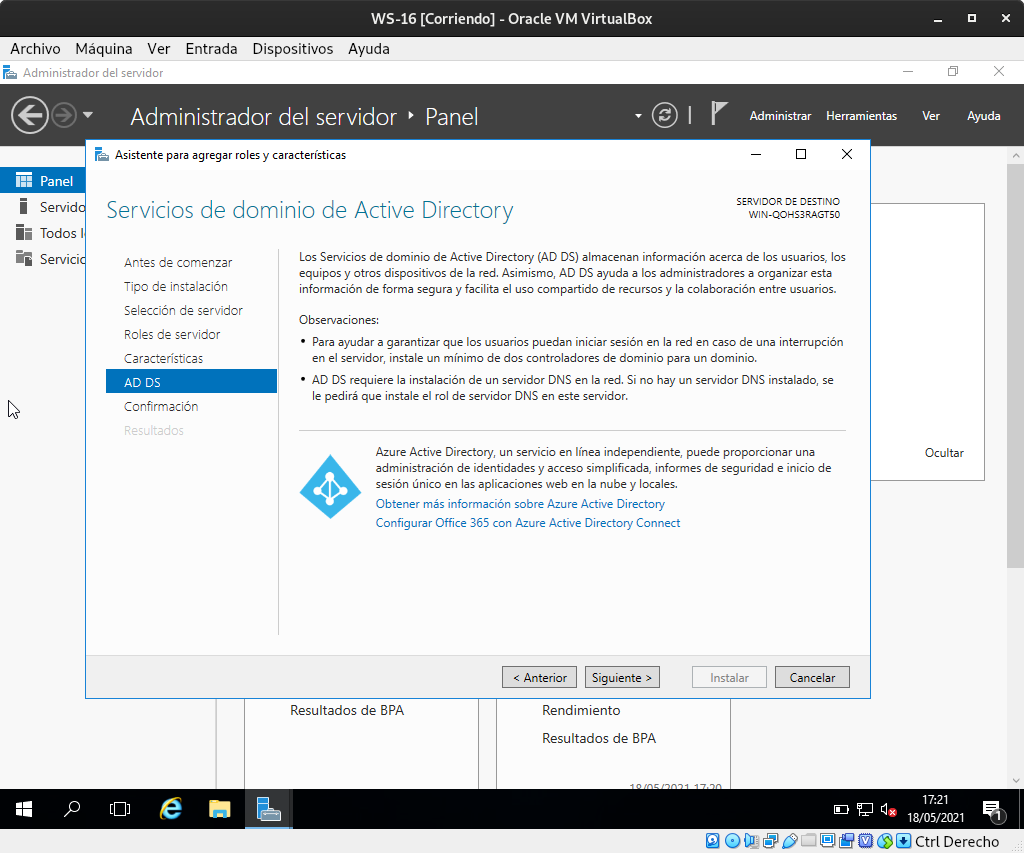 WS-16 [Corriendo] - Oracle VM VirtualBox
Archivo Máquina Ver Entrada Dispositivos Ayuda
Administrador del servidor
Administrador del servidor Panel
Administrar Herramientas Ver Ayuda
Asistente para agregar roles y características
Panel
Servido
Todos l
Servicio
Servicios de dominio de Active Directory
SERVIDOR DE DESTINO
WIN-QOHS3RAGT50
Antes de comenzar
Tipo de instalación
Selección de servidor
Roles de servidor
Características
AD DS
Confirmación
Resultados
Los Servicios de dominio de Active Directory (AD DS) almacenan información acerca de los usuarios, los
equipos y otros dispositivos de la red. Asimismo, AD DS ayuda a los administradores a organizar esta
información de forma segura y facilita el uso compartido de recursos y la colaboración entre usuarios.
Observaciones:
• Para ayudar a garantizar que los usuarios puedan iniciar sesión en la red en caso de una interrupción
en el servidor, instale un mínimo de dos controladores de dominio para un dominio.
• AD DS requiere la instalación de un servidor DNS en la red. Si no hay un servidor DNS instalado, se
le pedirá que instale el rol de servidor DNS en este servidor.
Azure Active Directory, un servicio en línea independiente, puede proporcionar una
administración de identidades y acceso simplificada, informes de seguridad e inicio de
sesión único en las aplicaciones web en la nube y locales.
Obtener más información sobre Azure Active Directory
Configurar Office 365 con Azure Active Directory Connect
Ocultar
< Anterior Siguiente > Instalar Cancelar
Resultados de BPA
Rendimiento
Resultados de BPA
18/05/2021 17:20
17:21
18/05/2021
1
Ctrl Derecho